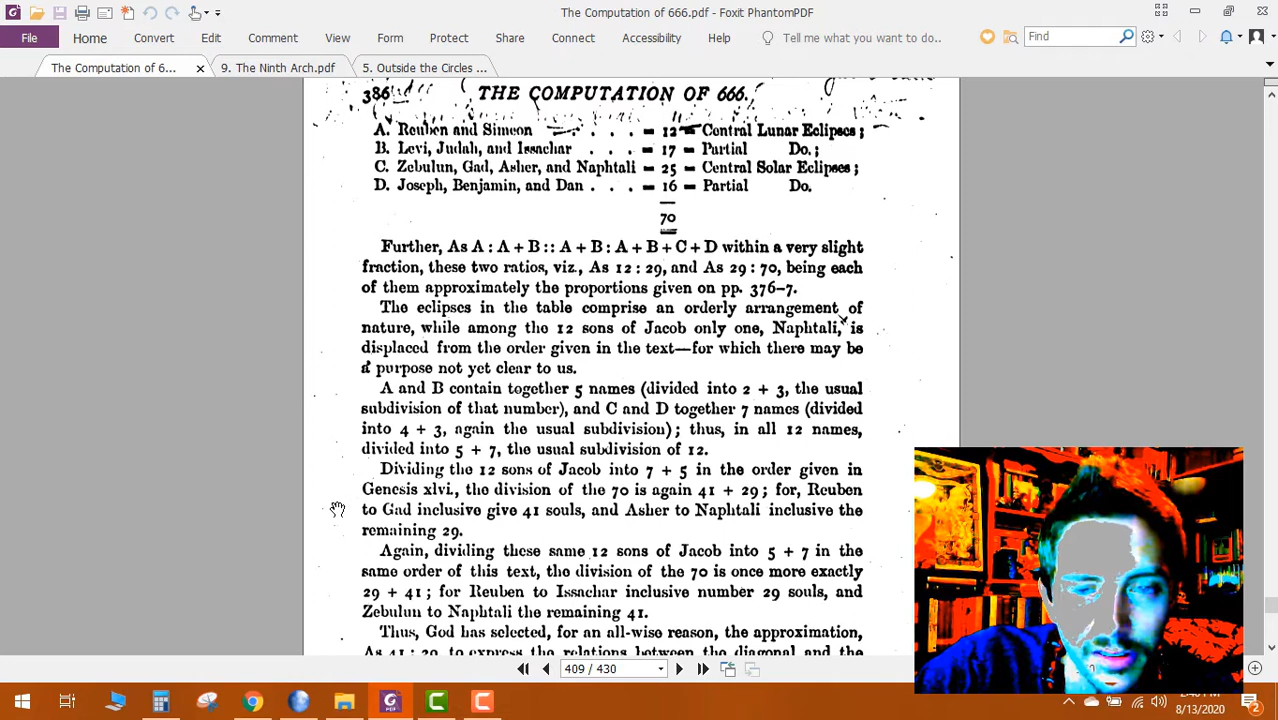 The Computation of 666.pdf - Foxit PhantomPDF
File Home Convert Edit Comment View Form Protect Share Connect Accessibility Help Tell me what you want to do.. Find
The Computation of 6... 9. The Ninth Arch.pdf 5. Outside the Circles ...
386 THE COMPUTATION OF 666.
A. Reuben and Simeon . . . . = 12 = Central Lunar Eclipses;
B. Levi, Judah, and Issachar . . . = 17 = Partial Do.;
C. Zebulun, Gad, Asher, and Naphtali = 25 = Central Solar Eclipses;
D. Joseph, Benjamin, and Dan . . . = 16 = Partial Do.
70
Further, As A : A + B :: A + B : A + B + C + D within a very slight
fraction, these two ratios, viz., As 12 : 29, and As 29 : 70, being each
of them approximately the proportions given on pp. 376-7.
The eclipses in the table comprise an orderly arrangement of
nature, while among the 12 sons of Jacob only one, Naphtali, is
displaced from the order given in the text—for which there may be
a purpose not yet clear to us.
A and B contain together 5 names (divided into 2 + 3, the usual
subdivision of that number), and C and D together 7 names (divided
into 4 + 3, again the usual subdivision); thus, in all 12 names,
divided into 5 + 7, the usual subdivision of 12.
Dividing the 12 sons of Jacob into 7 + 5 in the order given in
Genesis xlvi., the division of the 70 is again 41 + 29; for, Reuben
to Gad inclusive give 41 souls, and Asher to Naphtali inclusive the
remaining 29.
Again, dividing these same 12 sons of Jacob into 5 + 7 in the
same order of this text, the division of the 70 is once more exactly
29 + 41; for Reuben to Issachar inclusive number 29 souls, and
Zebulun to Naphtali the remaining 41.
Thus, God has selected, for an all-wise reason, the approximation,
As 41 : 29, to express the relations between the diagonal and the
409 / 430
8/13/2020
2